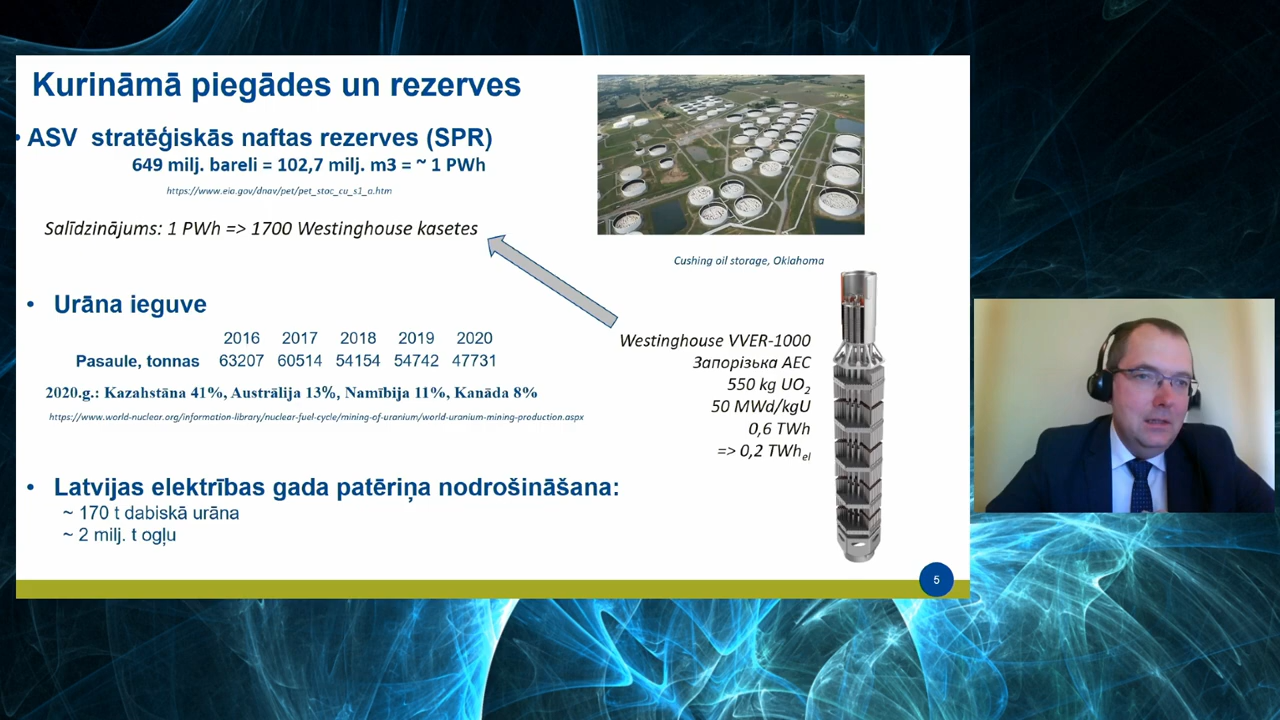 Kurināmā piegādes un rezerves
• ASV stratēģiskās naftas rezerves (SPR)
649 milj. bareli = 102,7 milj. m3 = ~ 1 PWh
https://www.eia.gov/dnav/pet/pet_stoc_cu_s1_a.htm
Salīdzinājums: 1 PWh => 1700 Westinghouse kasetes
Cushing oil storage, Oklahoma
• Urāna ieguve
2016 2017 2018 2019 2020
Pasaule, tonnas 63207 60514 54154 54742 47731
2020.g.: Kazahstāna 41%, Austrālija 13%, Namībija 11%, Kanāda 8%
https://www.world-nuclear.org/information-library/nuclear-fuel-cycle/mining-of-uranium/world-uranium-mining-production.aspx
Westinghouse VVER-1000
Запорізька АЕС
550 kg UO2
50 MWd/kgU
0,6 TWh
=> 0,2 TWhel
• Latvijas elektrības gada patēriņa nodrošināšana:
~ 170 t dabiskā urāna
~ 2 milj. t ogļu
5